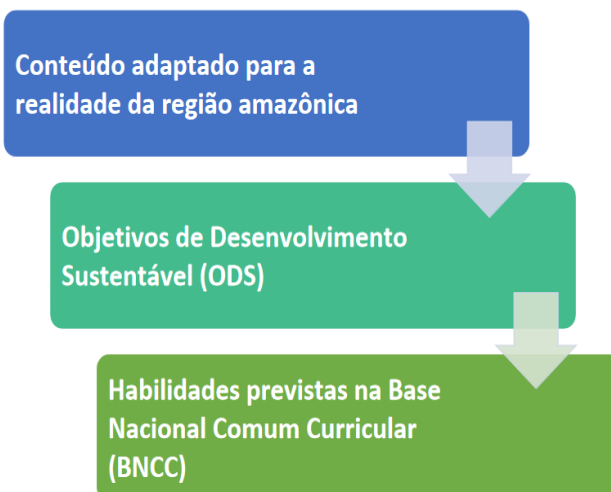 Conteúdo adaptado para a
realidade da região amazônica
Objetivos de Desenvolvimento
Sustentável (ODS)
Habilidades previstas na Base
Nacional Comum Curricular
(BNCC)